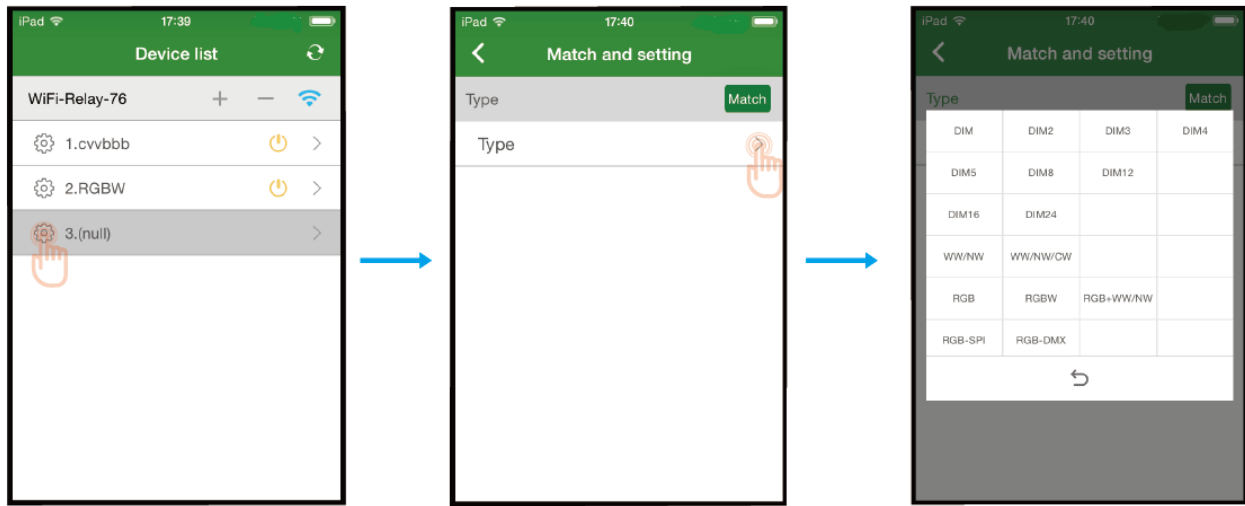 iPad 17:39
Device list
WiFi-Relay-76
1.cvvbbb
2.RGBW
3.(null)
iPad 17:40
Match and setting
Type Match
Type
iPad 17:40
Match and setting
Type Match
DIM DIM2 DIM3 DIM4
DIM5 DIM8 DIM12
DIM16 DIM24
WW/NW WW/NW/CW
RGB RGBW RGB+WW/NW
RGB-SPI RGB-DMX